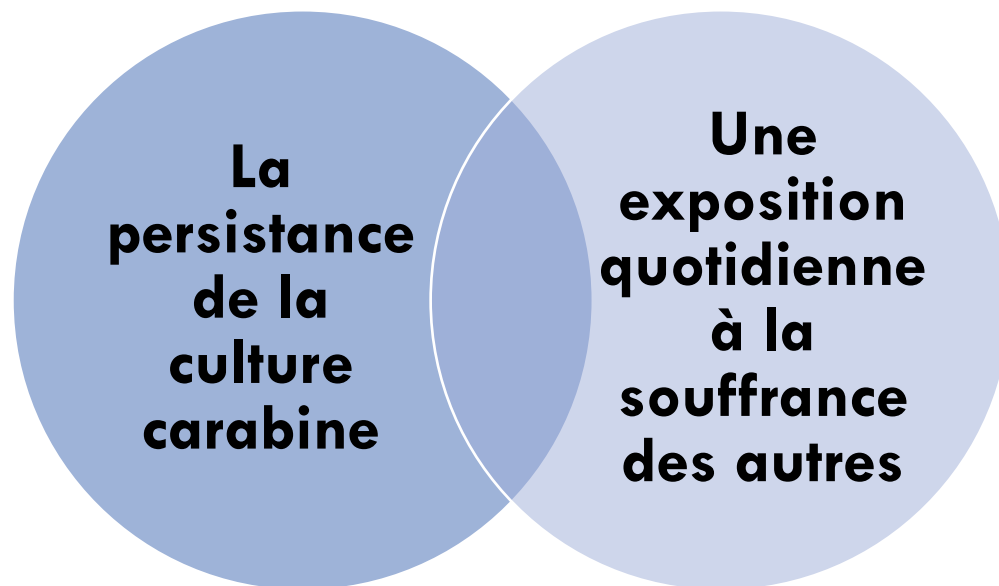 La
persistance
de la
culture
carabine
Une
exposition
quotidienne
à la
souffrance
des autres